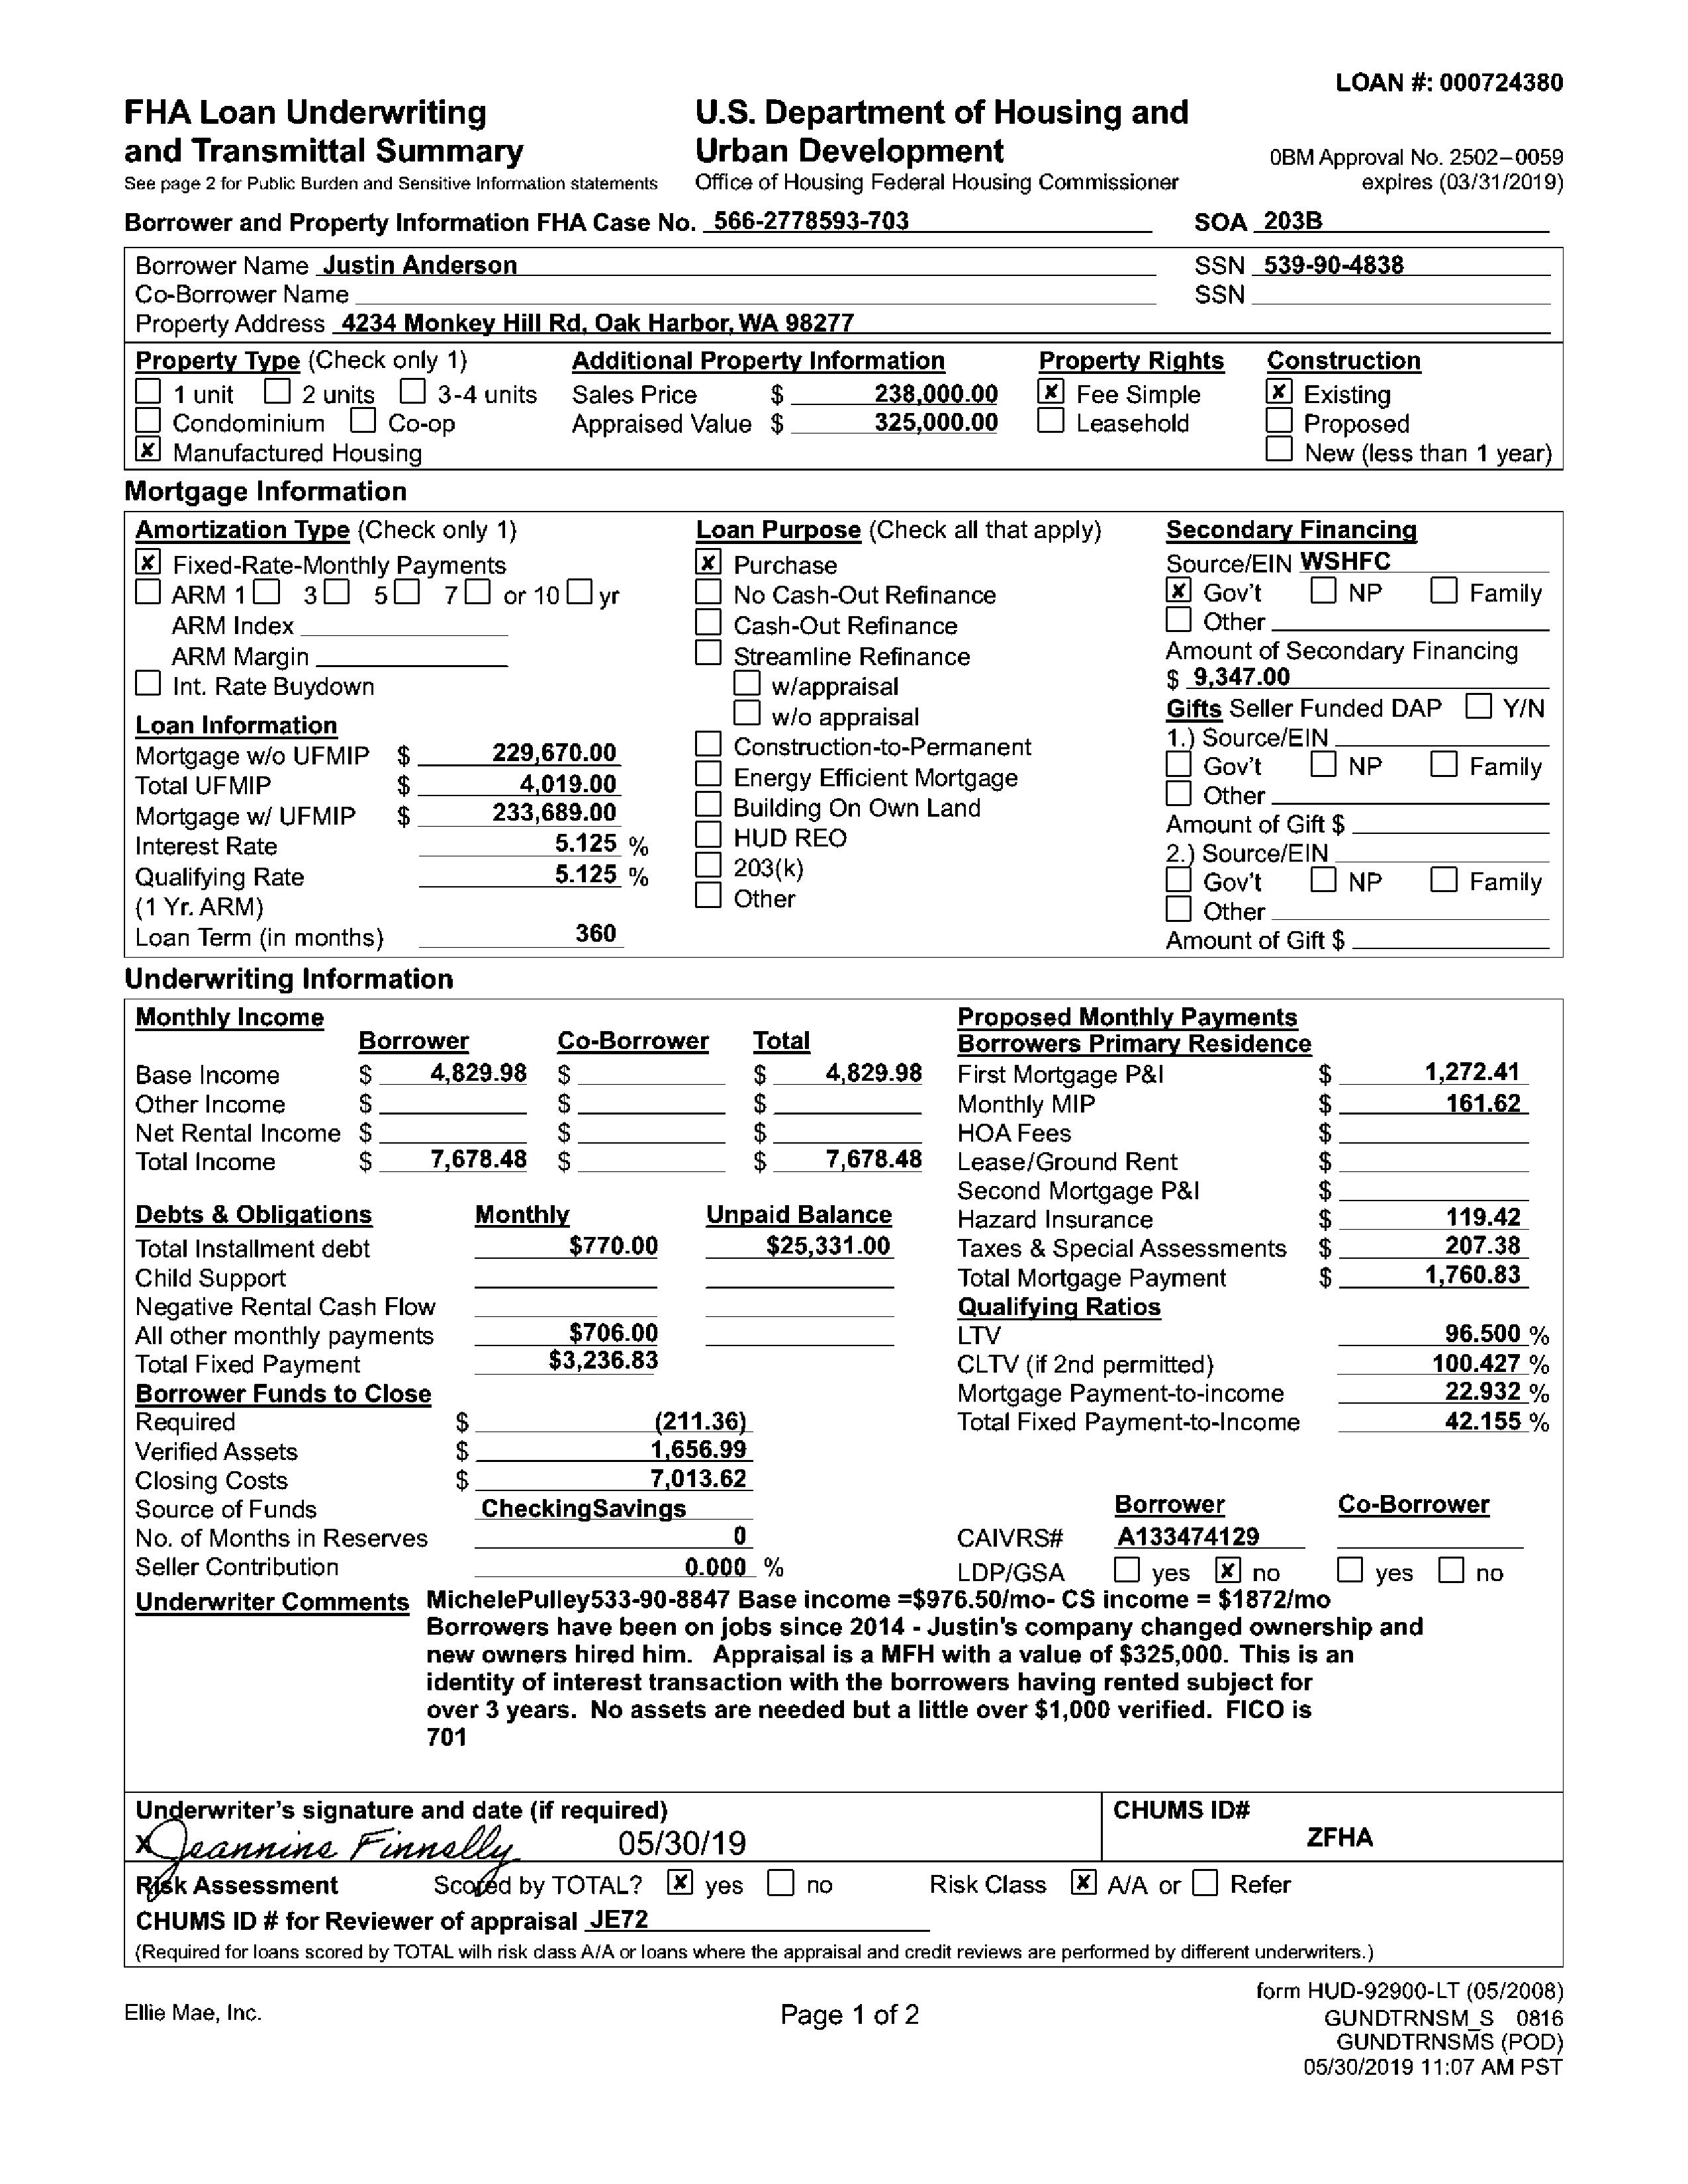 LOAN #: 000724380
FHA Loan Underwriting
and Transmittal Summary
See page 2 for Public Burden and Sensitive Information statements
U.S. Department of Housing and
Urban Development
Office of Housing Federal Housing Commissioner
0BM Approval No. 2502–0059
expires (03/31/2019)
Borrower and Property Information FHA Case No. 566-2778593-703 SOA 203B
Borrower Name Justin Anderson SSN 539-90-4838
Co-Borrower Name SSN
Property Address 4234 Monkey Hill Rd, Oak Harbor, WA 98277
Property Type (Check only 1)
1 unit 2 units 3-4 units
Condominium Co-op
Manufactured Housing
Additional Property Information
Sales Price $ 238,000.00
Appraised Value $ 325,000.00
Property Rights
Fee Simple
Leasehold
Construction
Existing
Proposed
New (less than 1 year)
Mortgage Information
Amortization Type (Check only 1)
Fixed-Rate-Monthly Payments
ARM 1 3 5 7 or 10 yr
ARM Index
ARM Margin
Int. Rate Buydown
Loan Information
Mortgage w/o UFMIP $ 229,670.00
Total UFMIP $ 4,019.00
Mortgage w/ UFMIP $ 233,689.00
Interest Rate 5.125 %
Qualifying Rate 5.125 %
(1 Yr. ARM)
Loan Term (in months) 360
Loan Purpose (Check all that apply)
Purchase
No Cash-Out Refinance
Cash-Out Refinance
Streamline Refinance
w/appraisal
w/o appraisal
Construction-to-Permanent
Energy Efficient Mortgage
Building On Own Land
HUD REO
203(k)
Other
Secondary Financing
Source/EIN WSHFC
Gov't NP Family
Other
Amount of Secondary Financing
$ 9,347.00
Gifts Seller Funded DAP Y/N
1.) Source/EIN
Gov't NP Family
Other
Amount of Gift $
2.) Source/EIN
Gov't NP Family
Other
Amount of Gift $
Underwriting Information
Monthly Income
Borrower Co-Borrower Total
Base Income $ 4,829.98 $ $ 4,829.98
Other Income $ $ $
Net Rental Income $ $ $
Total Income $ 7,678.48 $ $ 7,678.48
Debts & Obligations Monthly Unpaid Balance
Total Installment debt $770.00 $25,331.00
Child Support
Negative Rental Cash Flow
All other monthly payments $706.00
Total Fixed Payment $3,236.83
Borrower Funds to Close
Required $ (211.36)
Verified Assets $ 1,656.99
Closing Costs $ 7,013.62
Source of Funds CheckingSavings
No. of Months in Reserves 0
Seller Contribution 0.000 %
Proposed Monthly Payments
Borrowers Primary Residence
First Mortgage P&I $ 1,272.41
Monthly MIP $ 161.62
HOA Fees $
Lease/Ground Rent $
Second Mortgage P&I $
Hazard Insurance $ 119.42
Taxes & Special Assessments $ 207.38
Total Mortgage Payment $ 1,760.83
Qualifying Ratios
LTV 96.500 %
CLTV (if 2nd permitted) 100.427 %
Mortgage Payment-to-income 22.932 %
Total Fixed Payment-to-Income 42.155 %
Borrower Co-Borrower
CAIVRS# A133474129
LDP/GSA yes no yes no
Underwriter Comments MichelePulley533-90-8847 Base income =$976.50/mo- CS income = $1872/mo
Borrowers have been on jobs since 2014 - Justin's company changed ownership and
new owners hired him. Appraisal is a MFH with a value of $325,000. This is an
identity of interest transaction with the borrowers having rented subject for
over 3 years. No assets are needed but a little over $1,000 verified. FICO is
701
Underwriter's signature and date (if required)
X Jeannine Finnelly 05/30/19
CHUMS ID#
ZFHA
Risk Assessment Scored by TOTAL? yes no Risk Class A/A or Refer
CHUMS ID # for Reviewer of appraisal JE72
(Required for loans scored by TOTAL wilh risk class A/A or loans where the appraisal and credit reviews are performed by different underwriters.)
Ellie Mae, Inc.
Page 1 of 2
form HUD-92900-LT (05/2008)
GUNDTRNSM_S 0816
GUNDTRNSMS (POD)
05/30/2019 11:07 AM PST